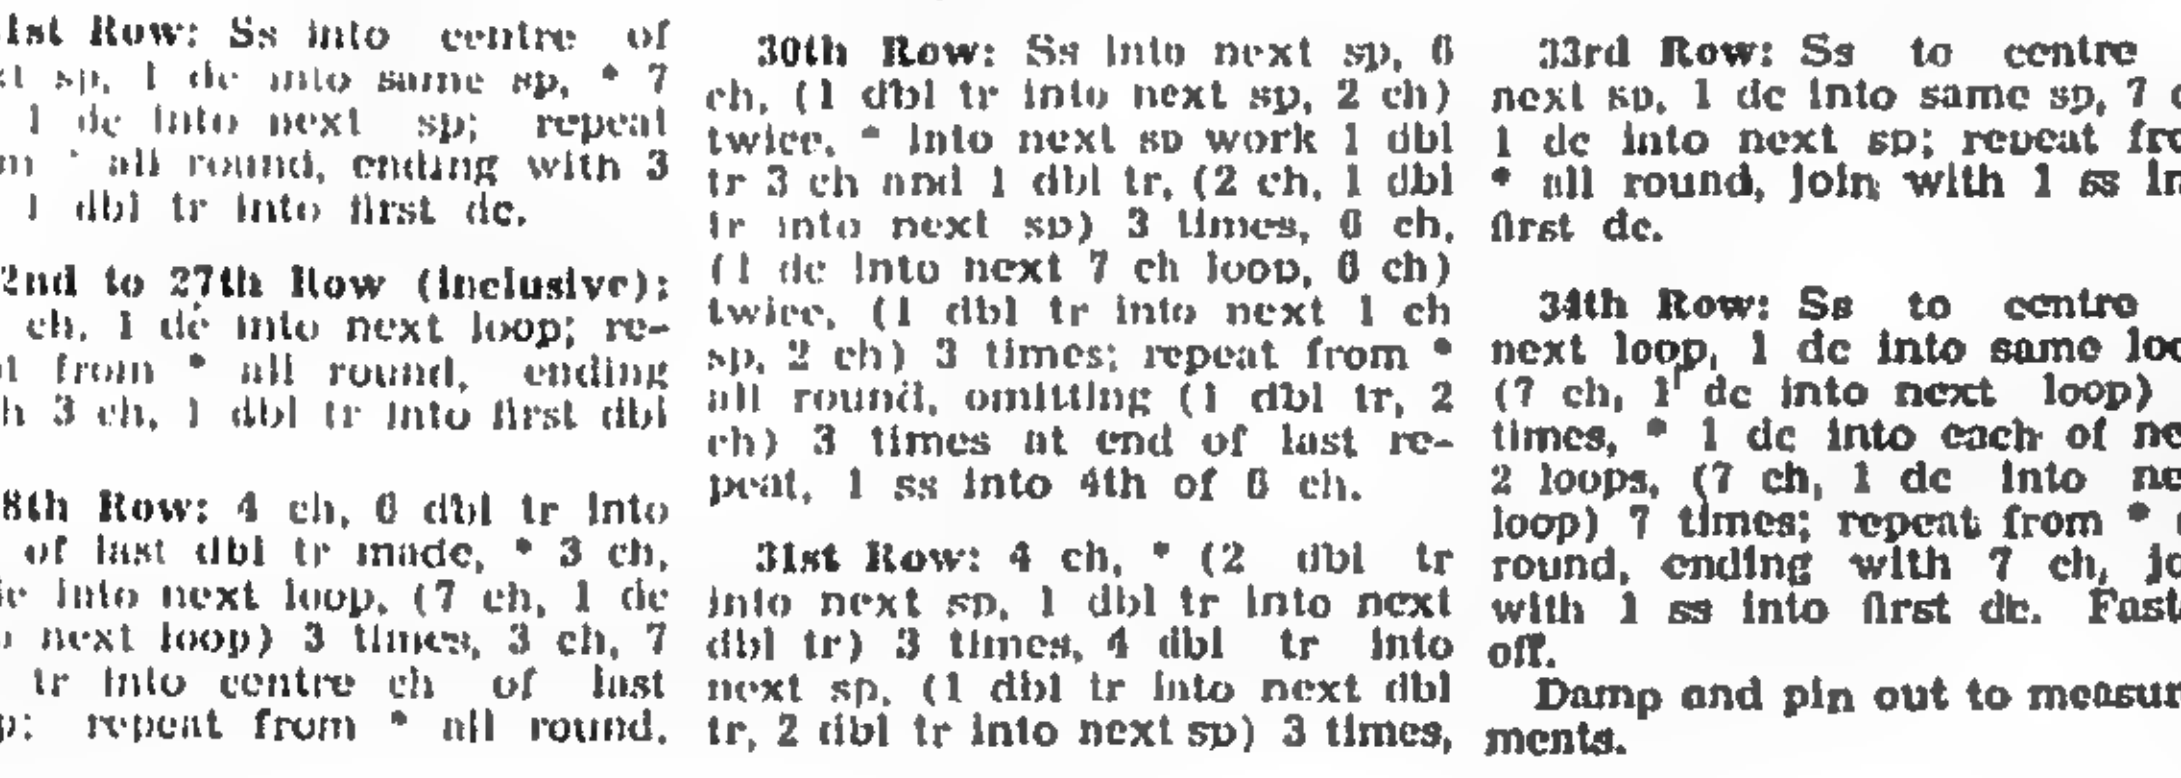 1st Row: Ss into centre of
sp, 1 dc into same sp, * 7
1 dc into next sp; repeat
* all round, ending with 3
1 dbl tr into first dc.
2nd to 27th Row (inclusive):
ch, 1 dc into next loop; re-
from * all round, ending
h 3 ch, 1 dbl tr into first dbl
8th Row: 4 ch, 6 dbl tr into
of last dbl tr made, * 3 ch,
into next loop, (7 ch, 1 dc
next loop) 3 times, 3 ch, 7
tr into centre ch of last
p: repeat from * all round.
30th Row: Ss into next sp, 6
ch, (1 dbl tr into next sp, 2 ch)
twice, * into next sp work 1 dbl
tr 3 ch and 1 dbl tr, (2 ch, 1 dbl
tr into next sp) 3 times, 6 ch,
(1 dc into next 7 ch loop, 6 ch)
twice, (1 dbl tr into next 1 ch
sp, 2 ch) 3 times; repeat from *
all round, omitting (1 dbl tr, 2
ch) 3 times at end of last re-
peat, 1 ss into 4th of 6 ch.
31st Row: 4 ch, * (2 dbl tr
into next sp, 1 dbl tr into next
dbl tr) 3 times, 4 dbl tr into
next sp, (1 dbl tr into next dbl
tr, 2 dbl tr into next sp) 3 times,
33rd Row: Ss to centre
next sp, 1 dc into same sp, 7 c
1 dc into next sp; repeat fro
* all round, join with 1 ss in
first dc.
34th Row: Ss to centre
next loop, 1 dc into same loo
(7 ch, 1 dc into next loop)
times, * 1 dc into each of ne
2 loops, (7 ch, 1 dc into ne
loop) 7 times; repeat from *
round, ending with 7 ch, jo
with 1 ss into first dc. Fast
off.
Damp and pin out to measur
ments.